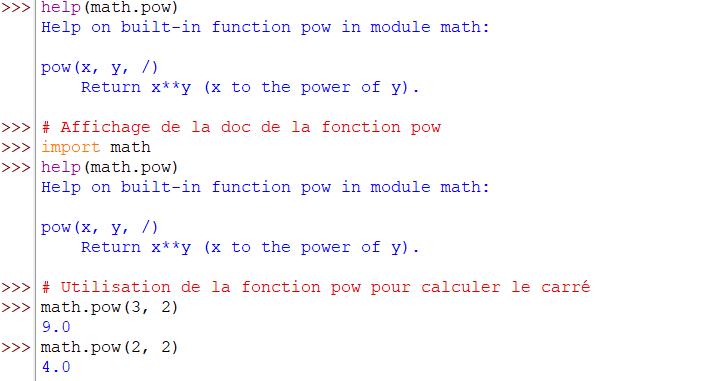 >>> help(math.pow)
Help on built-in function pow in module math:
pow(x, y, /)
    Return x**y (x to the power of y).
>>> # Affichage de la doc de la fonction pow
>>> import math
>>> help(math.pow)
Help on built-in function pow in module math:
pow(x, y, /)
    Return x**y (x to the power of y).
>>> # Utilisation de la fonction pow pour calculer le carré
>>> math.pow(3, 2)
9.0
>>> math.pow(2, 2)
4.0